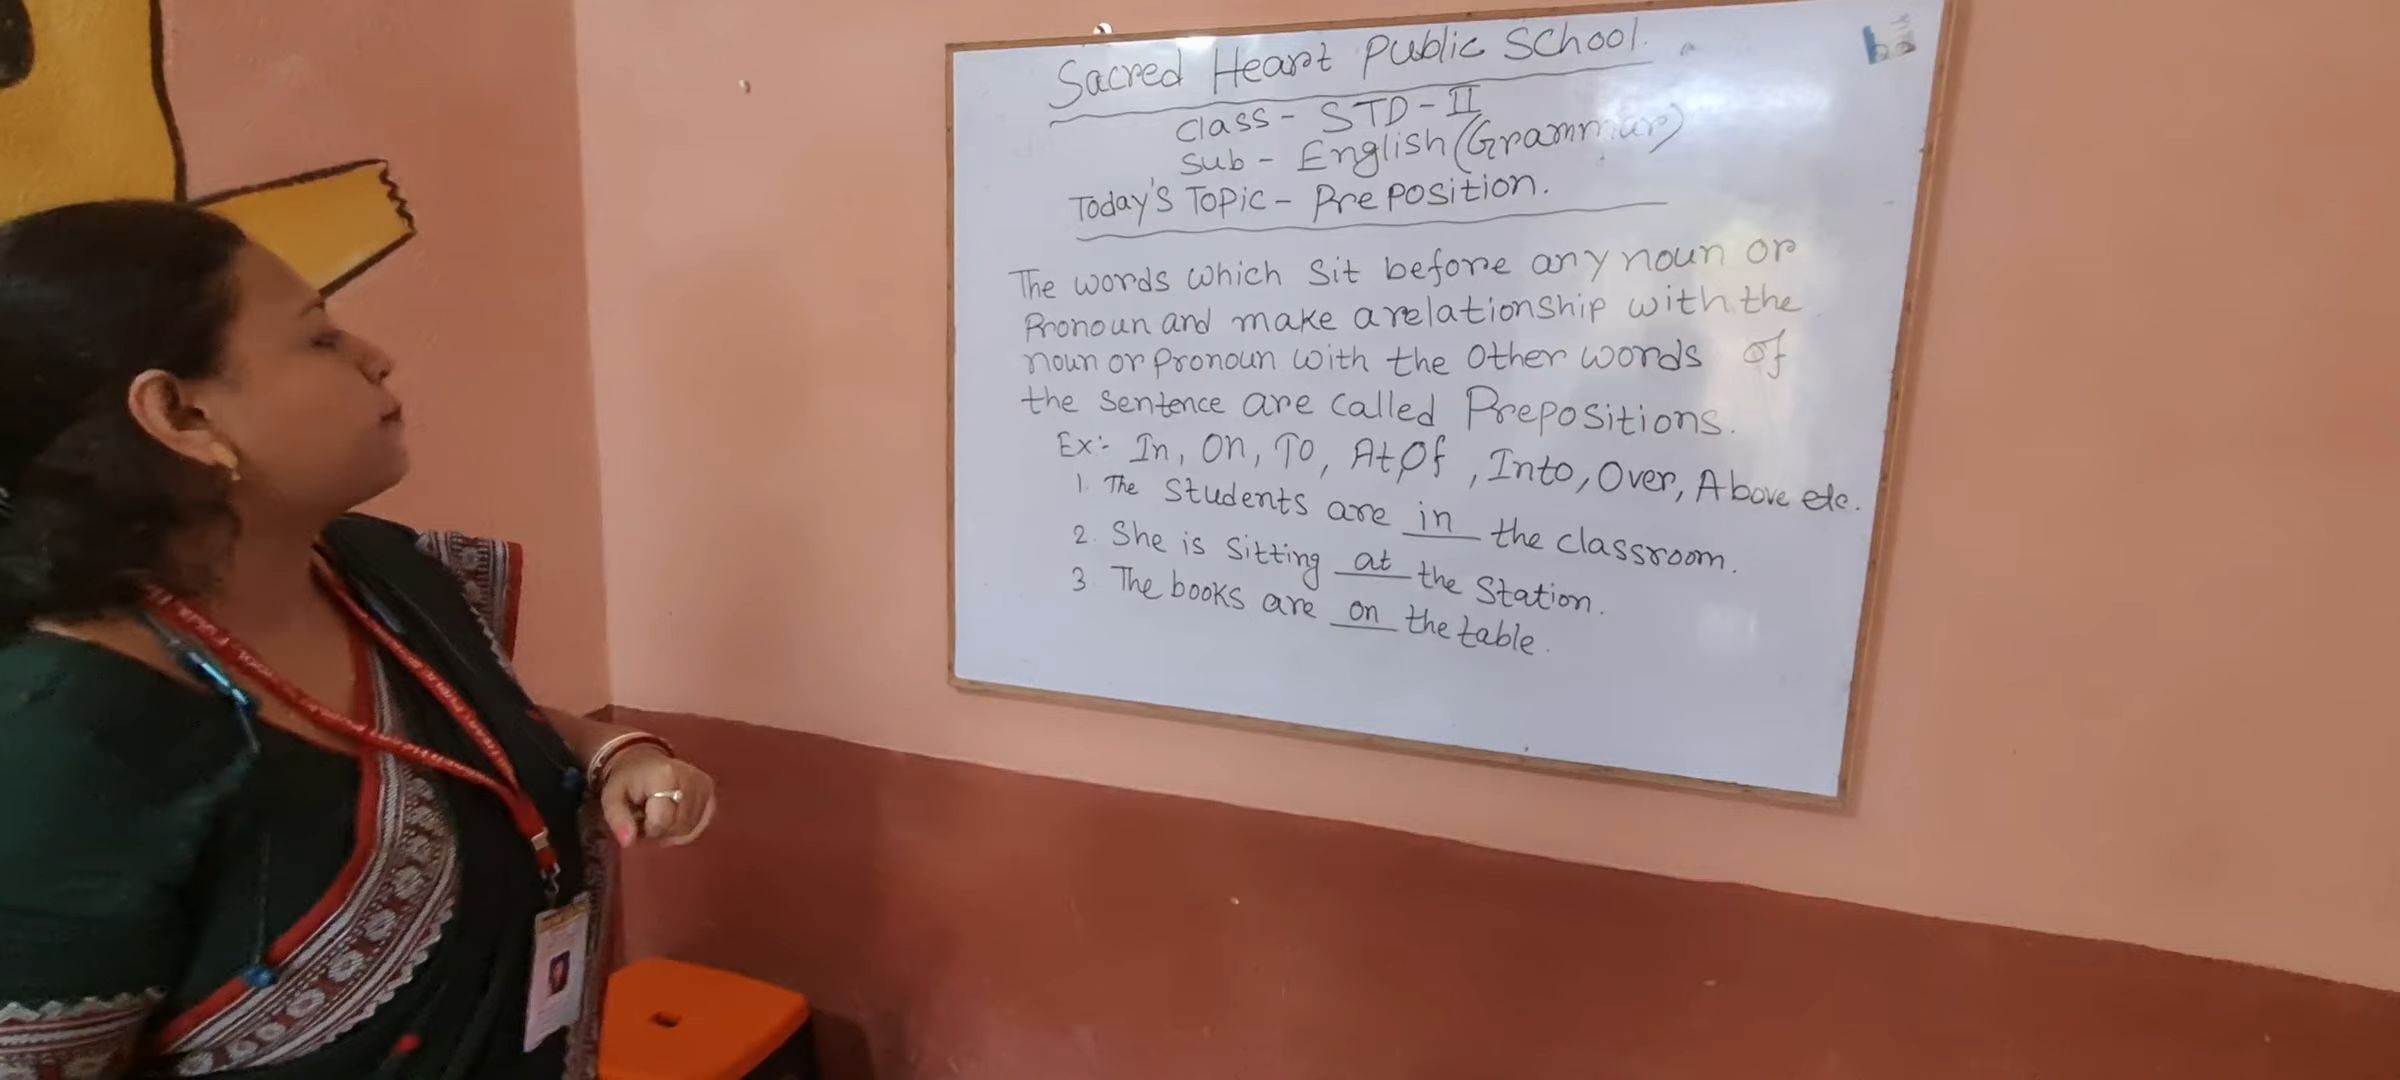 Sacred Heart Public School.
Class - STD - II
Sub - English (Grammar)
Today's Topic - Preposition.
The words which sit before any noun or
Pronoun and make a relationship with the
noun or pronoun with the other words of
the sentence are called Prepositions.
Ex:- In, On, To, At, Of, Into, Over, Above etc.
1. The Students are in the classroom.
2. She is sitting at the Station.
3. The books are on the table.